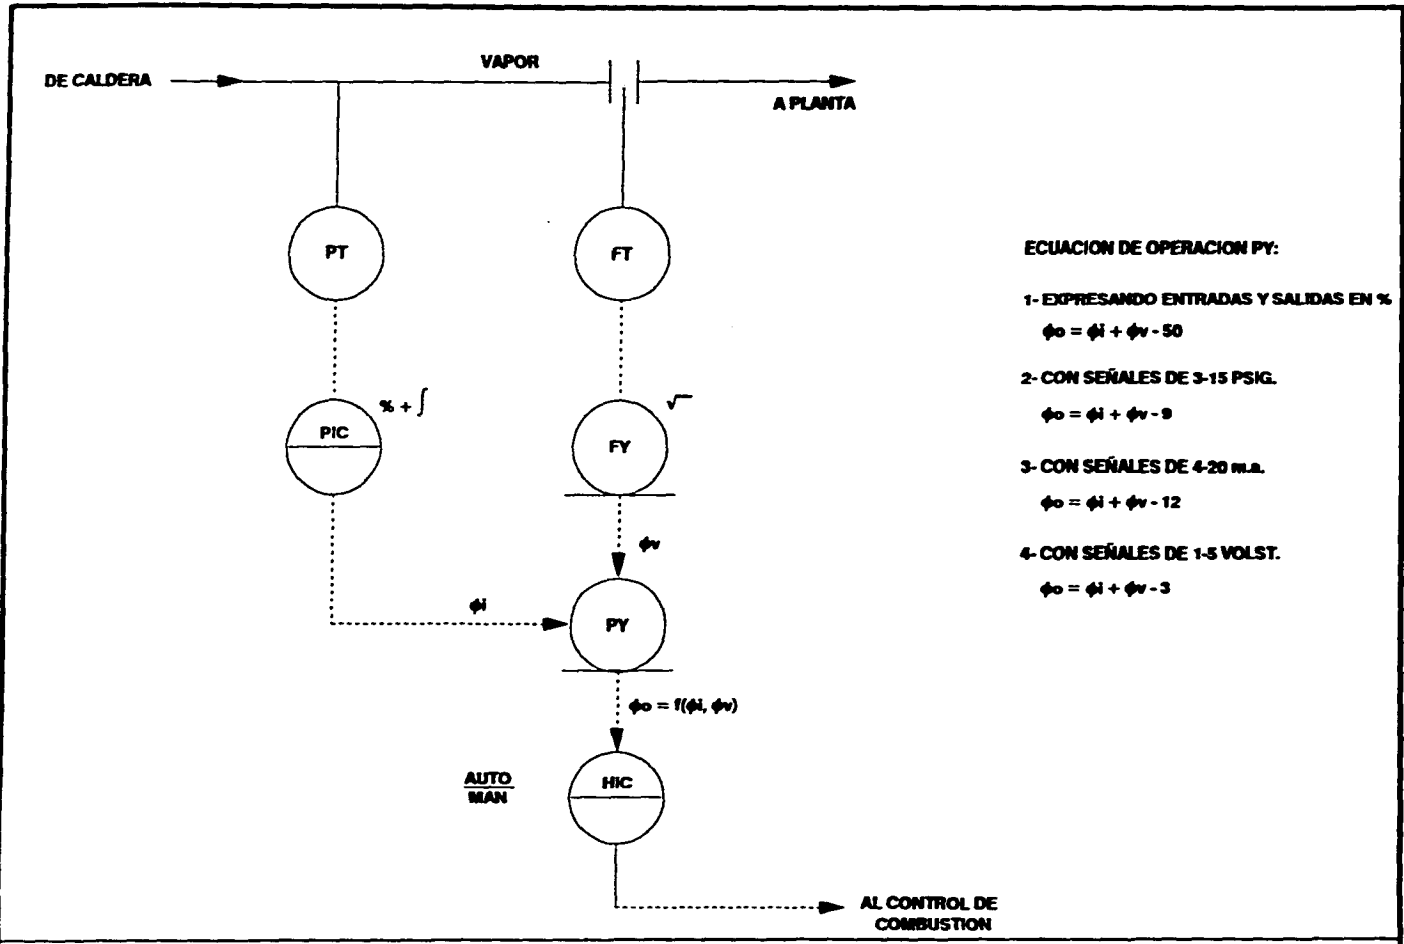 VAPOR
DE CALDERA
A PLANTA
PT
FT
PIC
% + ∫
FY
√
ϕv
ϕi
PY
ϕo = f(ϕi, ϕv)
AUTO
MAN
HIC
AL CONTROL DE
COMBUSTION
ECUACION DE OPERACION PY:
1- EXPRESANDO ENTRADAS Y SALIDAS EN %
ϕo = ϕi + ϕv - 50
2- CON SEÑALES DE 3-15 PSIG.
ϕo = ϕi + ϕv - 9
3- CON SEÑALES DE 4-20 m.a.
ϕo = ϕi + ϕv - 12
4- CON SEÑALES DE 1-5 VOLST.
ϕo = ϕi + ϕv - 3